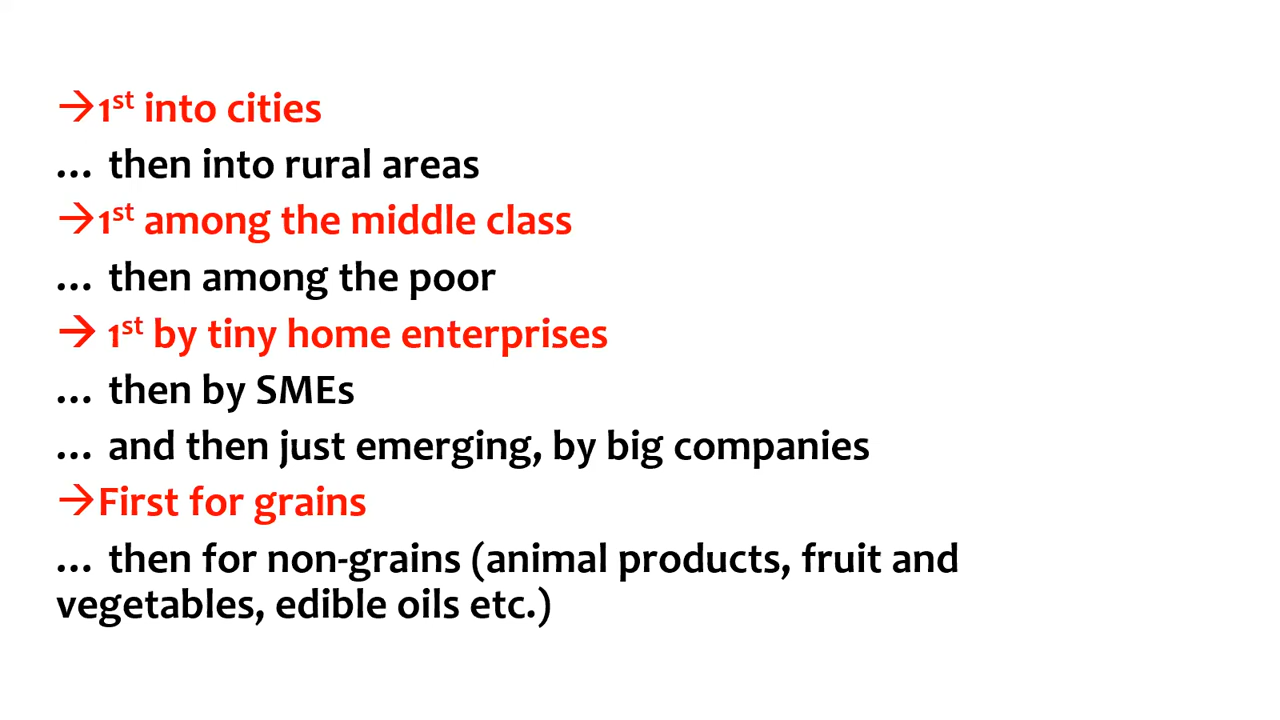 →1st into cities
… then into rural areas
→1st among the middle class
… then among the poor
→ 1st by tiny home enterprises
… then by SMEs
… and then just emerging, by big companies
→First for grains
… then for non-grains (animal products, fruit and
vegetables, edible oils etc.)